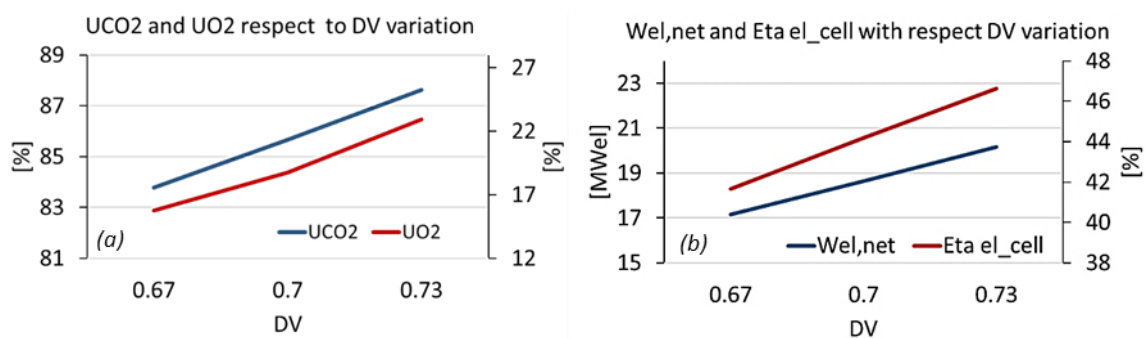 UCO2 and UO2 respect to DV variation
89
87
85
83
81
[%]
27
22
17
12
[%]
(a)
UCO2
UO2
0.67
0.7
0.73
DV
Wel,net and Eta el_cell with respect DV variation
23
21
19
17
15
[MWel]
48
46
44
42
40
38
[%]
(b)
Wel,net
Eta el_cell
0.67
0.7
0.73
DV